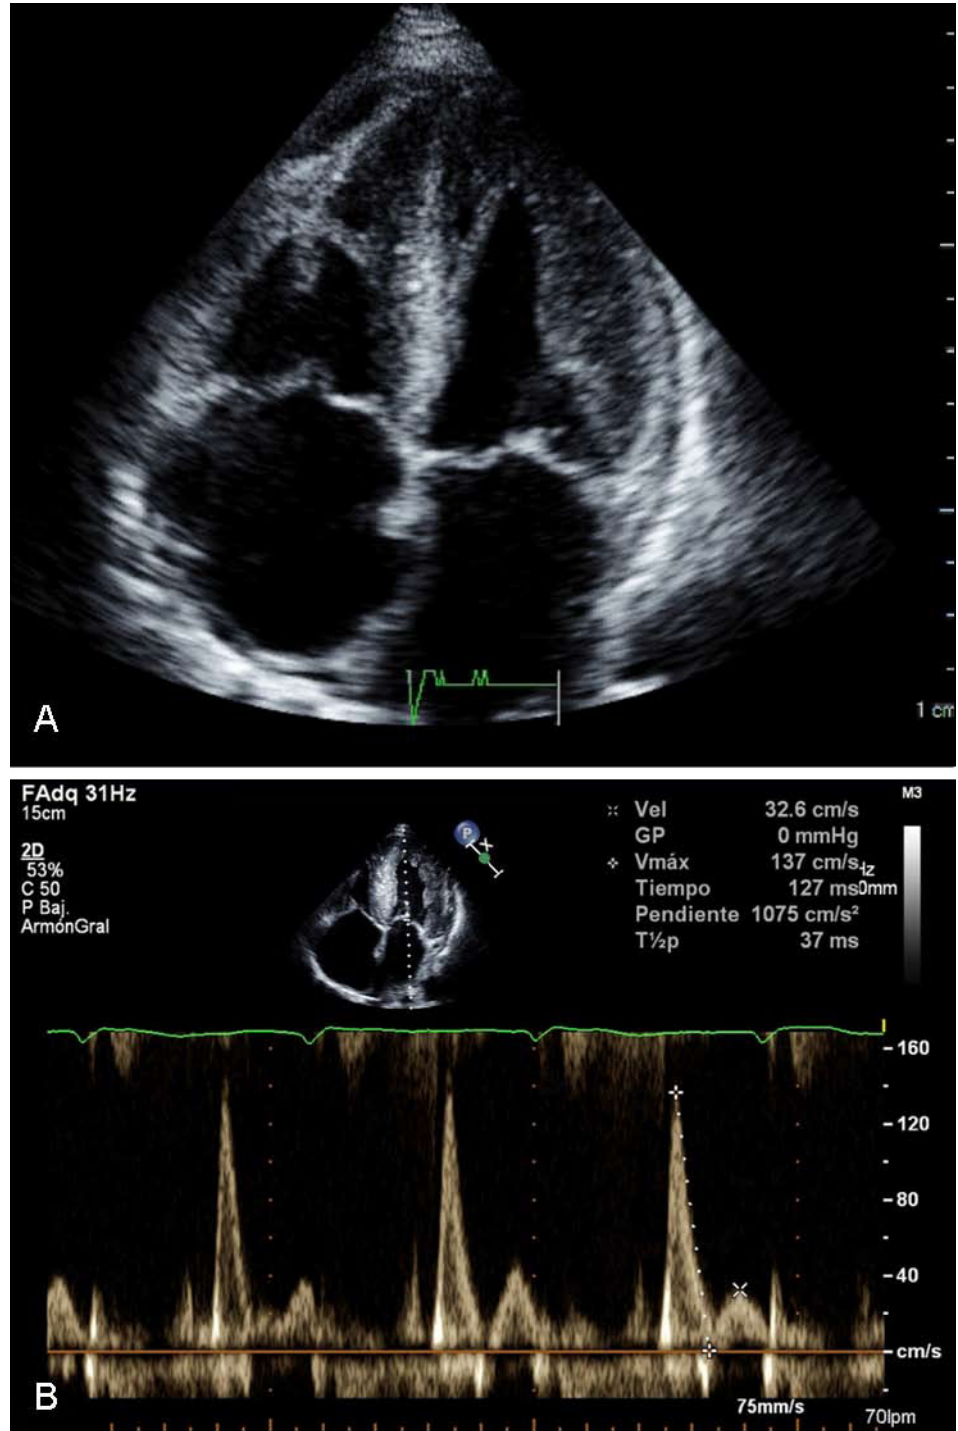 A
1 cm
FAdq 31Hz
15cm
2D
53%
C 50
P Baj.
ArmónGral
P
X
M3
Vel 32.6 cm/s
GP 0 mmHg
Vmáx 137 cm/s
Tiempo 127 ms
Pendiente 1075 cm/s²
T½p 37 ms
160
120
80
40
cm/s
75mm/s
70lpm
B